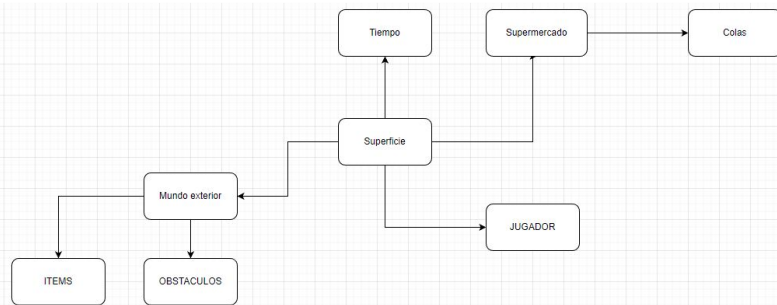 Tiempo
Supermercado
Colas
Superficie
Mundo exterior
JUGADOR
ITEMS
OBSTACULOS